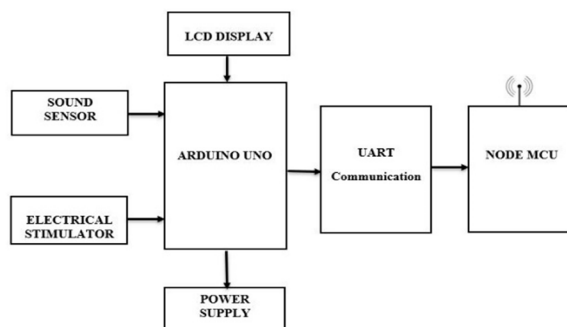 LCD DISPLAY
SOUND
SENSOR
ARDUINO UNO
UART
Communication
NODE MCU
ELECTRICAL
STIMULATOR
POWER
SUPPLY